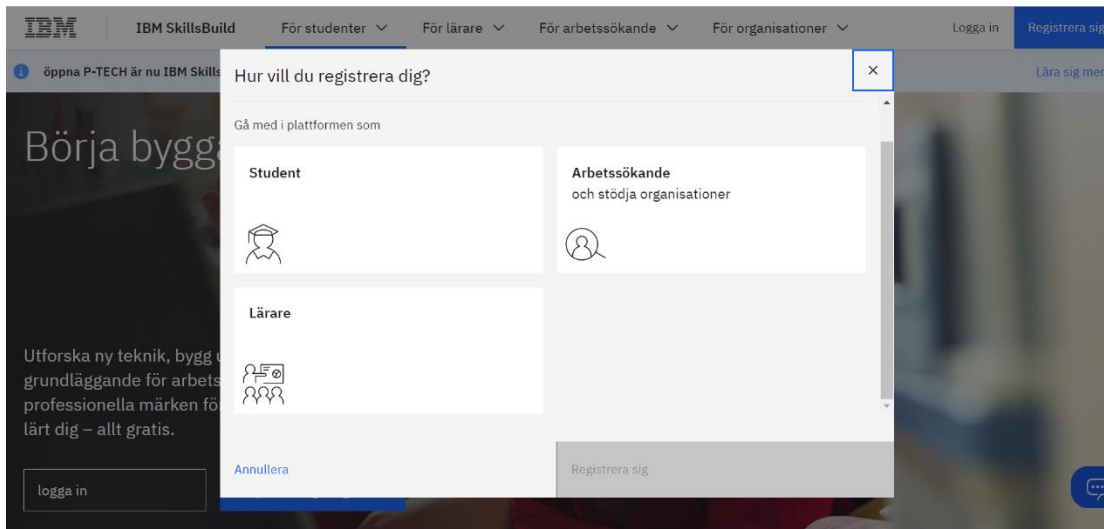 IBM
IBM SkillsBuild
För studenter
För lärare
För arbetssökande
För organisationer
Logga in
Registrera sig
öppna P-TECH är nu IBM Skills
Lära sig mer
Hur vill du registrera dig?
Gå med i plattformen som
Student
Arbetssökande
och stödja organisationer
Lärare
Annullera
Registrera sig
Börja bygga
Utforska ny teknik, bygg
grundläggande för arbets
professionella märken fö
lärt dig – allt gratis.
logga in